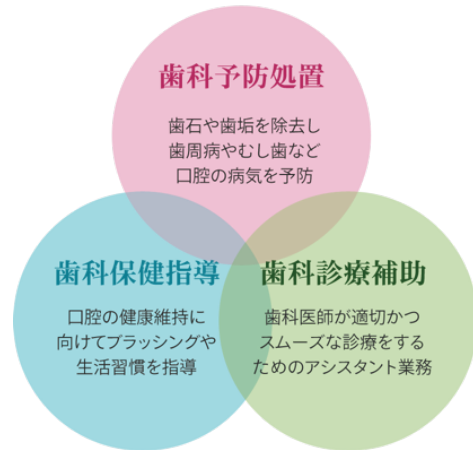 歯科予防処置
歯石や歯垢を除去し
歯周病やむし歯など
口腔の病気を予防
歯科保健指導
口腔の健康維持に
向けてブラッシングや
生活習慣を指導
歯科診療補助
歯科医師が適切かつ
スムーズな診療をする
ためのアシスタント業務